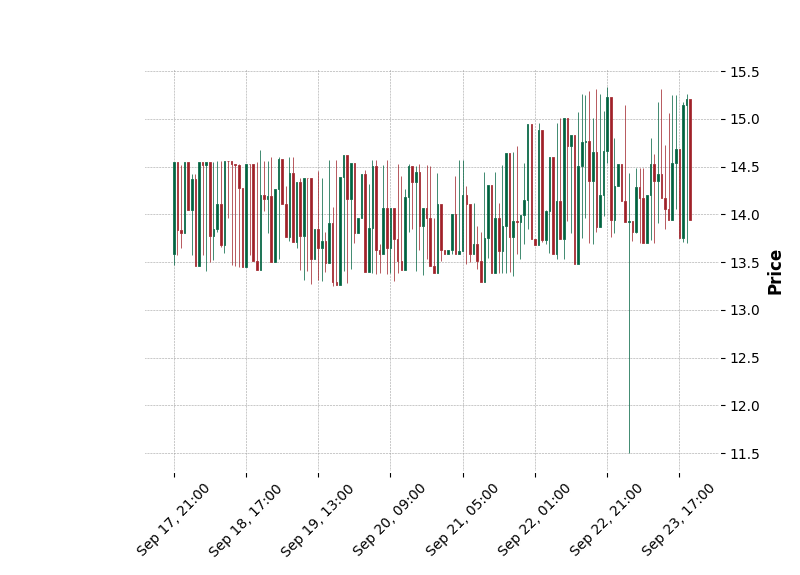 15.5
15.0
14.5
14.0
13.5
13.0
12.5
12.0
11.5
Price
Sep 17, 21:00
Sep 18, 17:00
Sep 19, 13:00
Sep 20, 09:00
Sep 21, 05:00
Sep 22, 01:00
Sep 22, 21:00
Sep 23, 17:00